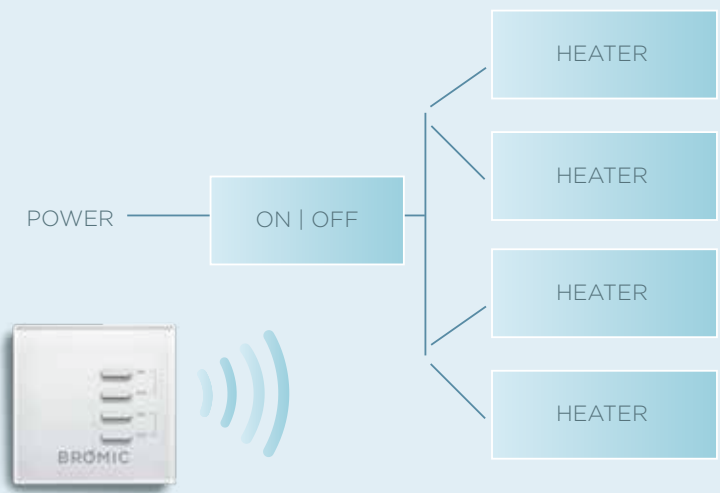 HEATER
HEATER
POWER
ON | OFF
HEATER
HEATER
BROMIC